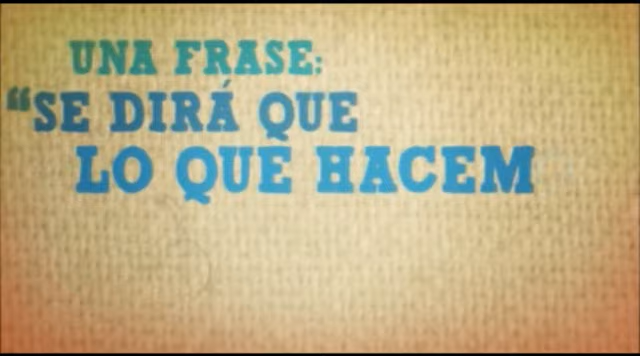 UNA FRASE:
“SE DIRÁ QUE
LO QUE HACEM